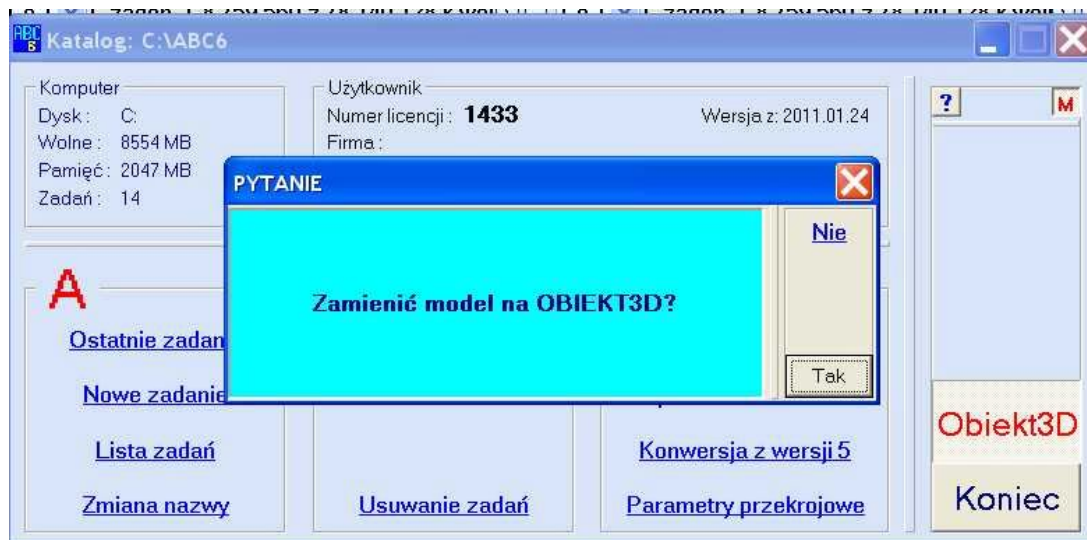 ABC
6
Katalog: C:\ABC6
Komputer
Dysk: C:
Wolne: 8554 MB
Pamięć: 2047 MB
Zadań: 14
Użytkownik
Numer licencji: 1433
Wersja z: 2011.01.24
Firma:
?
M
PYTANIE
Zamienić model na OBIEKT3D?
Nie
Tak
A
Ostatnie zadan
Nowe zadanie
Lista zadań
Zmiana nazwy
Usuwanie zadań
Konwersja z wersji 5
Parametry przekrojowe
Obiekt3D
Koniec